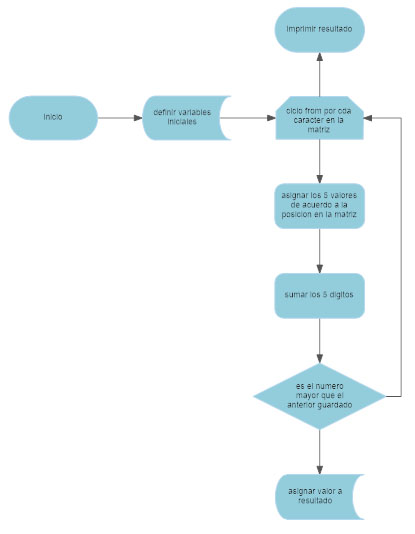 imprimir resultado
Inicio
definir variables
iniciales
ciclo from por cda
caracter en la
matriz
asignar los 5 valores
de acuerdo a la
posicion en la matriz
sumar los 5 digitos
es el numero
mayor que el
anterior guardado
asignar valor a
resultado